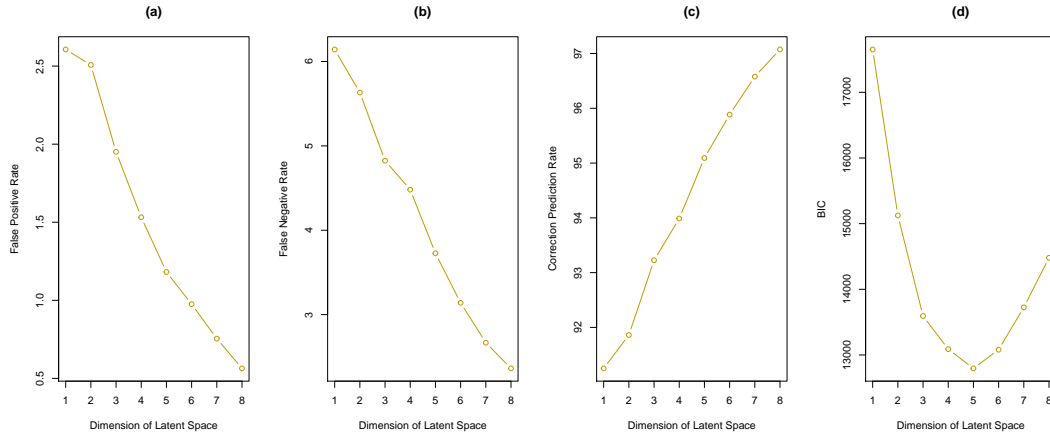 (a)
False Positive Rate
2.5
2.0
1.5
1.0
0.5
1 2 3 4 5 6 7 8
Dimension of Latent Space
(b)
False Negative Rate
6
5
4
3
1 2 3 4 5 6 7 8
Dimension of Latent Space
(c)
Correction Prediction Rate
97
96
95
94
93
92
1 2 3 4 5 6 7 8
Dimension of Latent Space
(d)
BIC
17000
16000
15000
14000
13000
1 2 3 4 5 6 7 8
Dimension of Latent Space